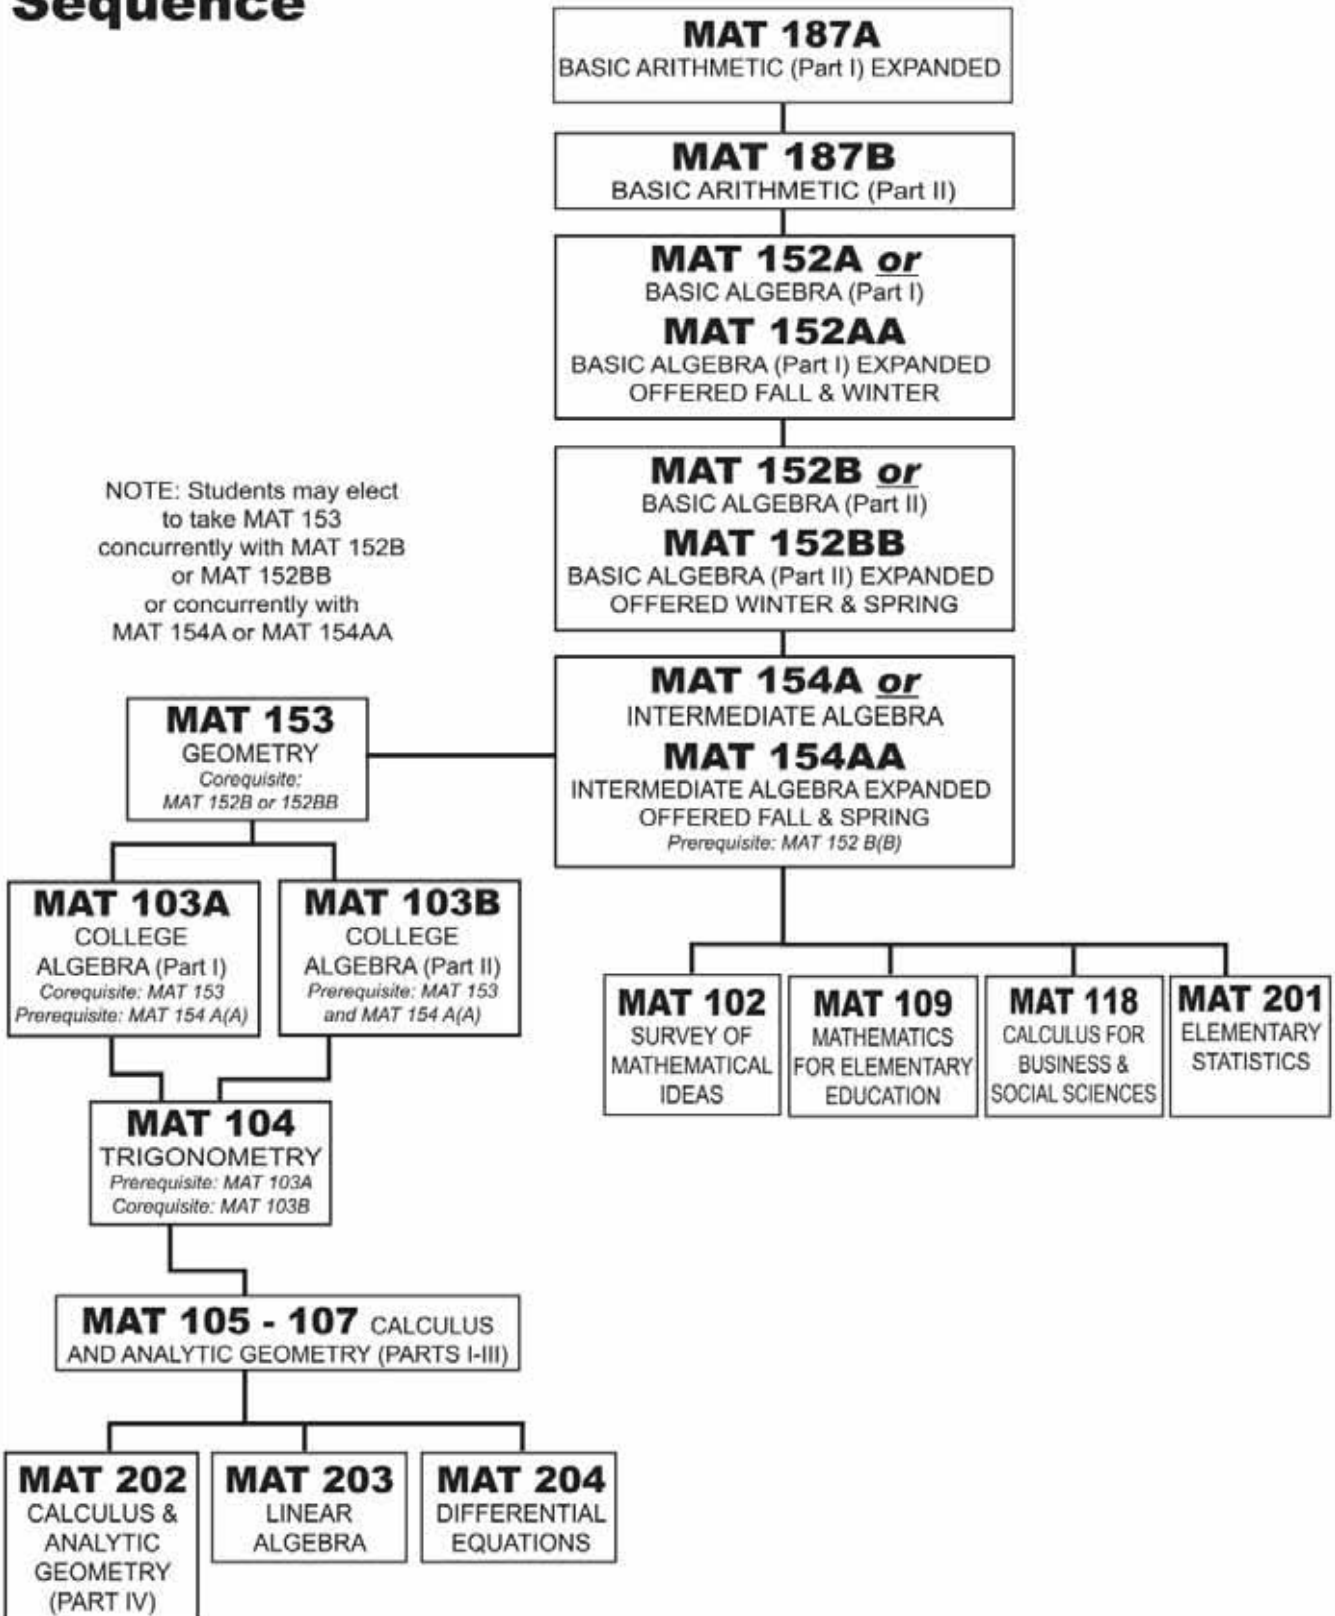 Sequence
MAT 187A
BASIC ARITHMETIC (Part I) EXPANDED
MAT 187B
BASIC ARITHMETIC (Part II)
MAT 152A or
BASIC ALGEBRA (Part I)
MAT 152AA
BASIC ALGEBRA (Part I) EXPANDED
OFFERED FALL & WINTER
MAT 152B or
BASIC ALGEBRA (Part II)
MAT 152BB
BASIC ALGEBRA (Part II) EXPANDED
OFFERED WINTER & SPRING
NOTE: Students may elect
to take MAT 153
concurrently with MAT 152B
or MAT 152BB
or concurrently with
MAT 154A or MAT 154AA
MAT 154A or
INTERMEDIATE ALGEBRA
MAT 154AA
INTERMEDIATE ALGEBRA EXPANDED
OFFERED FALL & SPRING
Prerequisite: MAT 152 B(B)
MAT 153
GEOMETRY
Corequisite:
MAT 152B or 152BB
MAT 103A
COLLEGE
ALGEBRA (Part I)
Corequisite: MAT 153
Prerequisite: MAT 154 A(A)
MAT 103B
COLLEGE
ALGEBRA (Part II)
Prerequisite: MAT 153
and MAT 154 A(A)
MAT 102
SURVEY OF
MATHEMATICAL
IDEAS
MAT 109
MATHEMATICS
FOR ELEMENTARY
EDUCATION
MAT 118
CALCULUS FOR
BUSINESS &
SOCIAL SCIENCES
MAT 201
ELEMENTARY
STATISTICS
MAT 104
TRIGONOMETRY
Prerequisite: MAT 103A
Corequisite: MAT 103B
MAT 105 - 107 CALCULUS
AND ANALYTIC GEOMETRY (PARTS I-III)
MAT 202
CALCULUS &
ANALYTIC
GEOMETRY
(PART IV)
MAT 203
LINEAR
ALGEBRA
MAT 204
DIFFERENTIAL
EQUATIONS